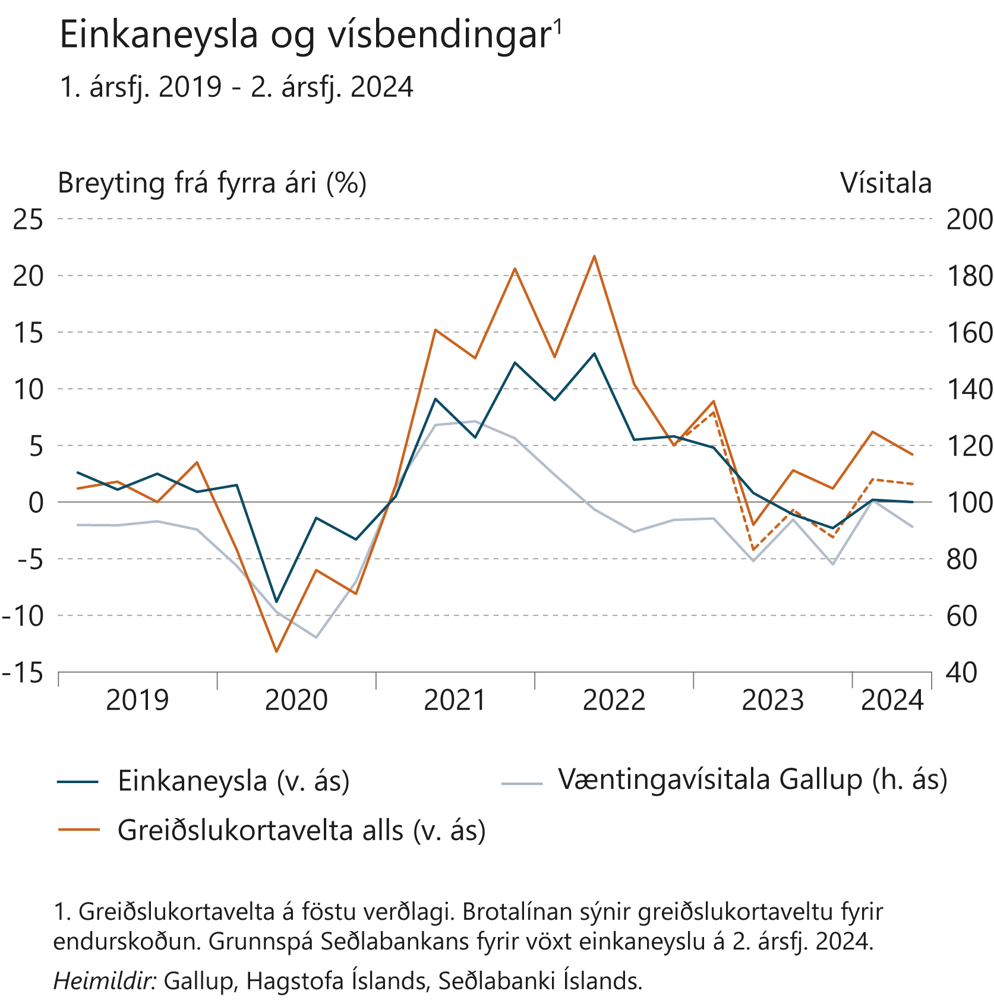 Einkaneysla og vísbendingar¹
1. ársfj. 2019 - 2. ársfj. 2024
Breyting frá fyrra ári (%)
Vísitala
25
200
20
180
15
160
10
140
5
120
0
100
-5
80
-10
60
-15
40
2019
2020
2021
2022
2023
2024
Einkaneysla (v. ás)
Væntingavísitala Gallup (h. ás)
Greiðslukortavelta alls (v. ás)
1. Greiðslukortavelta á föstu verðlagi. Brotalínan sýnir greiðslukortaveltu fyrir
endurskoðun. Grunnspá Seðlabankans fyrir vöxt einkaneyslu á 2. ársfj. 2024.
Heimildir: Gallup, Hagstofa Íslands, Seðlabanki Íslands.